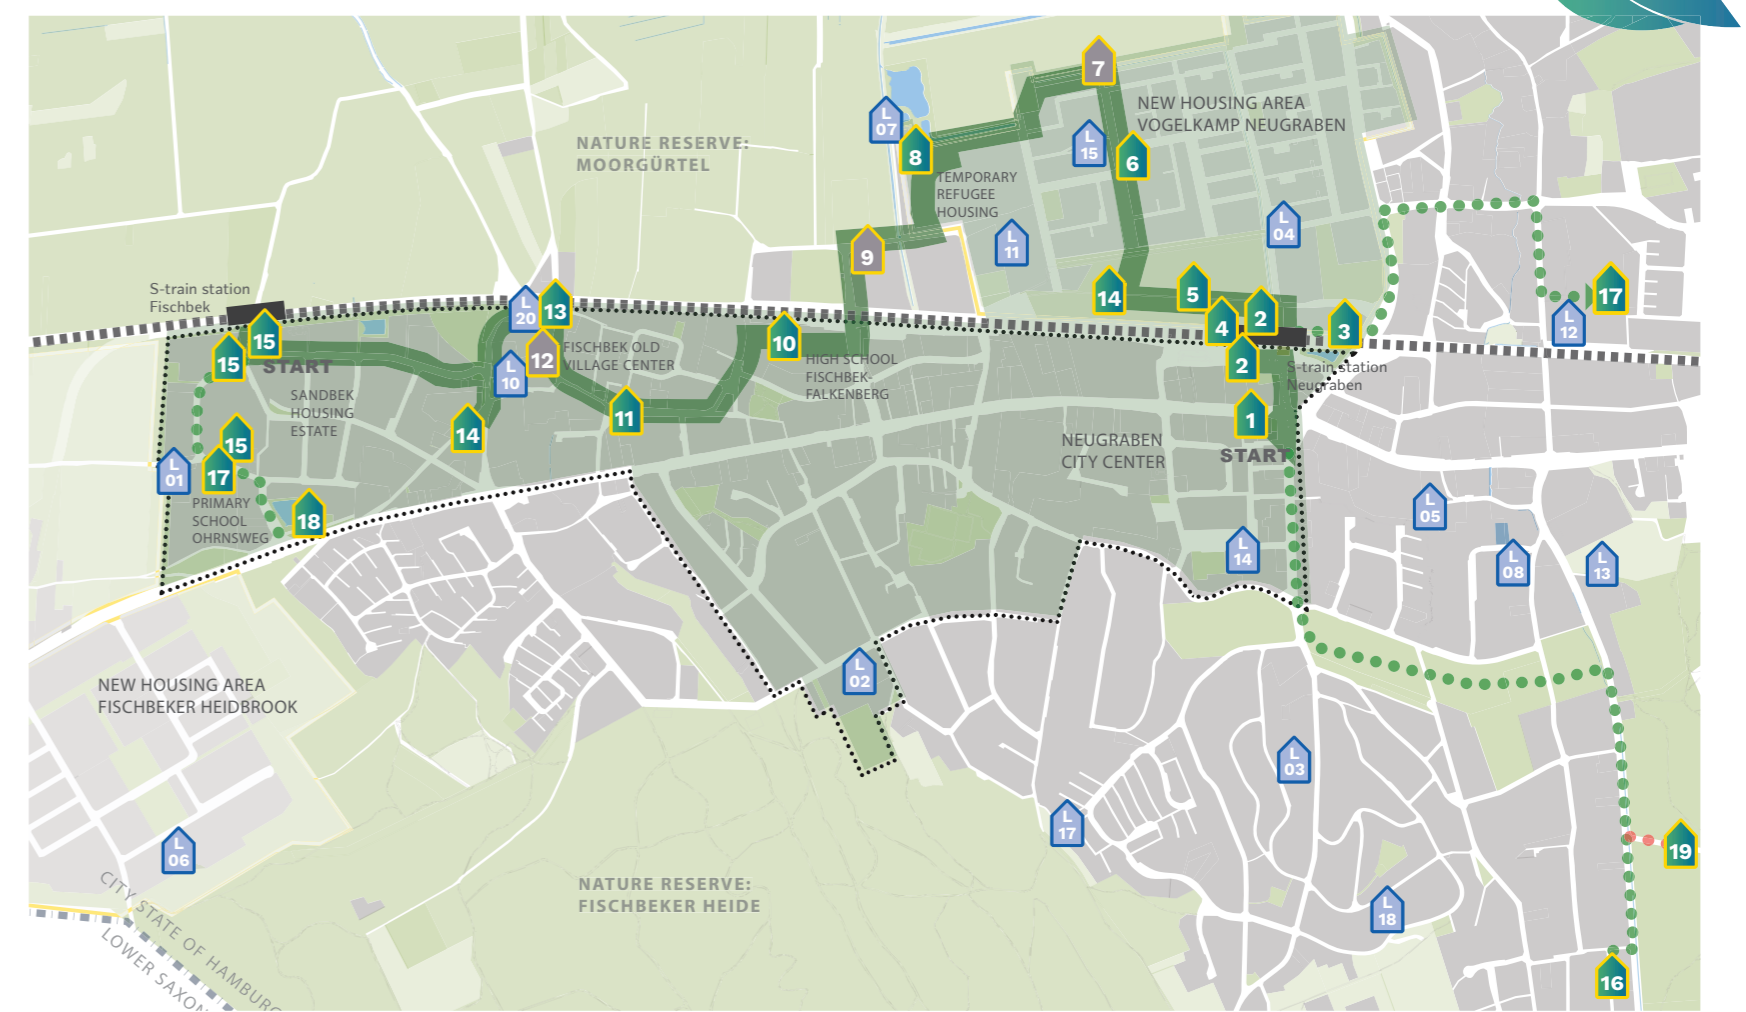 7
NEW HOUSING AREA
VOGELKAMP NEUGRABEN
L
07
8
NATURE RESERVE:
MOORGÜRTEL
L
15
6
TEMPORARY
REFUGEE
HOUSING
L
11
L
04
9
S-train station
Fischbek
L
20
13
14
5
4
2
3
17
L
12
15
15
START
12
FISCHBEK OLD
VILLAGE CENTER
L
10
10
HIGH SCHOOL
FISCHBEK-
FALKENBERG
2
S-train station
Neugraben
SANDBEK
HOUSING
ESTATE
14
11
1
START
NEUGRABEN
CITY CENTER
15
L
01
17
PRIMARY
SCHOOL
OHRNSWEG
18
L
05
L
14
L
08
L
13
NEW HOUSING AREA
FISCHBEKER HEIDBROOK
L
02
L
03
L
17
L
06
19
NATURE RESERVE:
FISCHBEKER HEIDE
L
18
CITY STATE OF HAMBURG
LOWER SAXON
16